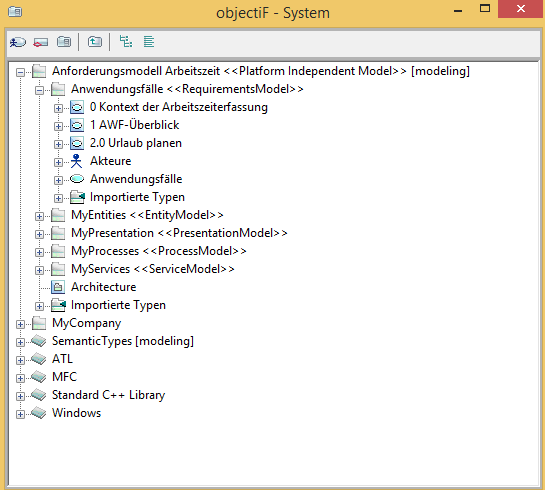 objectiF - System
Anforderungsmodell Arbeitszeit <<Platform Independent Model>> [modeling]
Anwendungsfälle <<RequirementsModel>>
0 Kontext der Arbeitszeiterfassung
1 AWF-Überblick
2.0 Urlaub planen
Akteure
Anwendungsfälle
Importierte Typen
MyEntities <<EntityModel>>
MyPresentation <<PresentationModel>>
MyProcesses <<ProcessModel>>
MyServices <<ServiceModel>>
Architecture
Importierte Typen
MyCompany
SemanticTypes [modeling]
ATL
MFC
Standard C++ Library
Windows